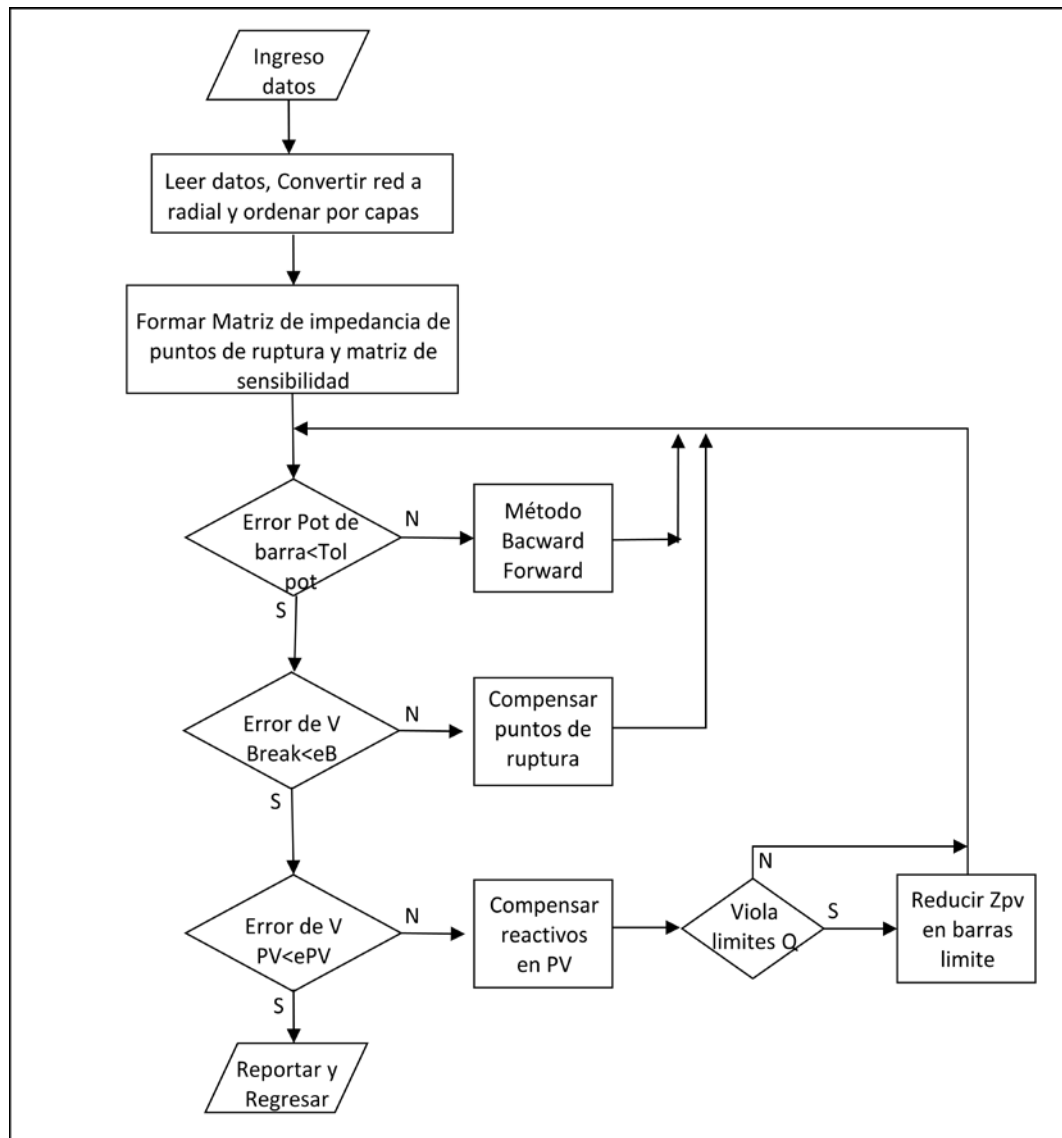 Ingreso
datos
Leer datos, Convertir red a
radial y ordenar por capas
Formar Matriz de impedancia de
puntos de ruptura y matriz de
sensibilidad
Error Pot de
barra<Tol
pot
N
S
Método
Bacward
Forward
Error de V
Break<eB
N
S
Compensar
puntos de
ruptura
Error de V
PV<ePV
N
S
Compensar
reactivos
en PV
Viola
limites Q
N
S
Reducir Zpv
en barras
limite
Reportar y
Regresar